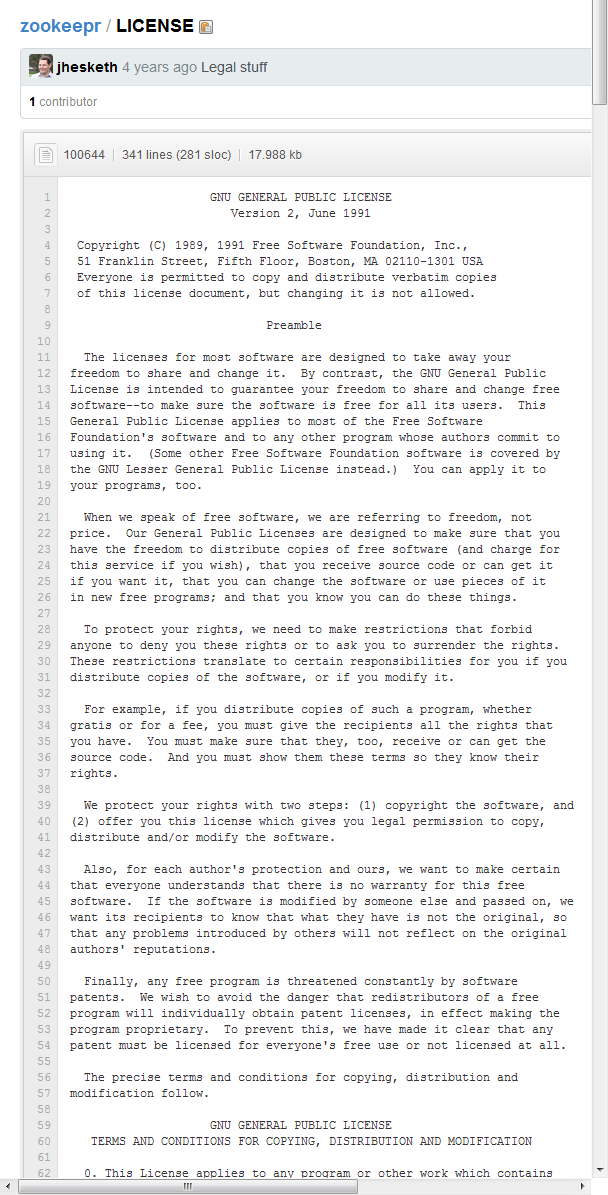 zookeepr / LICENSE
jhesketh 4 years ago Legal stuff
1 contributor
100644 | 341 lines (281 sloc) | 17.988 kb
1 GNU GENERAL PUBLIC LICENSE
2 Version 2, June 1991
3
4 Copyright (C) 1989, 1991 Free Software Foundation, Inc.,
5 51 Franklin Street, Fifth Floor, Boston, MA 02110-1301 USA
6 Everyone is permitted to copy and distribute verbatim copies
7 of this license document, but changing it is not allowed.
8
9 Preamble
10
11 The licenses for most software are designed to take away your
12 freedom to share and change it.  By contrast, the GNU General Public
13 License is intended to guarantee your freedom to share and change free
14 software--to make sure the software is free for all its users.  This
15 General Public License applies to most of the Free Software
16 Foundation's software and to any other program whose authors commit to
17 using it.  (Some other Free Software Foundation software is covered by
18 the GNU Lesser General Public License instead.)  You can apply it to
19 your programs, too.
20
21 When we speak of free software, we are referring to freedom, not
22 price.  Our General Public Licenses are designed to make sure that you
23 have the freedom to distribute copies of free software (and charge for
24 this service if you wish), that you receive source code or can get it
25 if you want it, that you can change the software or use pieces of it
26 in new free programs; and that you know you can do these things.
27
28 To protect your rights, we need to make restrictions that forbid
29 anyone to deny you these rights or to ask you to surrender the rights.
30 These restrictions translate to certain responsibilities for you if you
31 distribute copies of the software, or if you modify it.
32
33 For example, if you distribute copies of such a program, whether
34 gratis or for a fee, you must give the recipients all the rights that
35 you have.  You must make sure that they, too, receive or can get the
36 source code.  And you must show them these terms so they know their
37 rights.
38
39 We protect your rights with two steps: (1) copyright the software, and
40 (2) offer you this license which gives you legal permission to copy,
41 distribute and/or modify the software.
42
43 Also, for each author's protection and ours, we want to make certain
44 that everyone understands that there is no warranty for this free
45 software.  If the software is modified by someone else and passed on, we
46 want its recipients to know that what they have is not the original, so
47 that any problems introduced by others will not reflect on the original
48 authors' reputations.
49
50 Finally, any free program is threatened constantly by software
51 patents.  We wish to avoid the danger that redistributors of a free
52 program will individually obtain patent licenses, in effect making the
53 program proprietary.  To prevent this, we have made it clear that any
54 patent must be licensed for everyone's free use or not licensed at all.
55
56 The precise terms and conditions for copying, distribution and
57 modification follow.
58
59 GNU GENERAL PUBLIC LICENSE
60 TERMS AND CONDITIONS FOR COPYING, DISTRIBUTION AND MODIFICATION
61
62 0. This License applies to any program or other work which contains